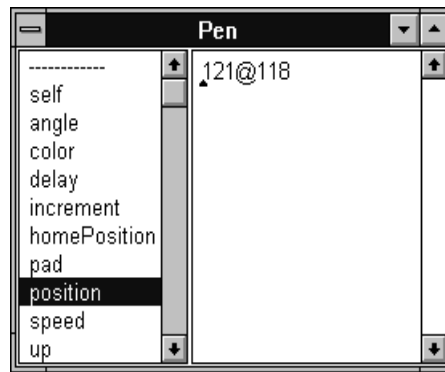 Pen
------------
self
angle
color
delay
increment
homePosition
pad
position
speed
up
121@118